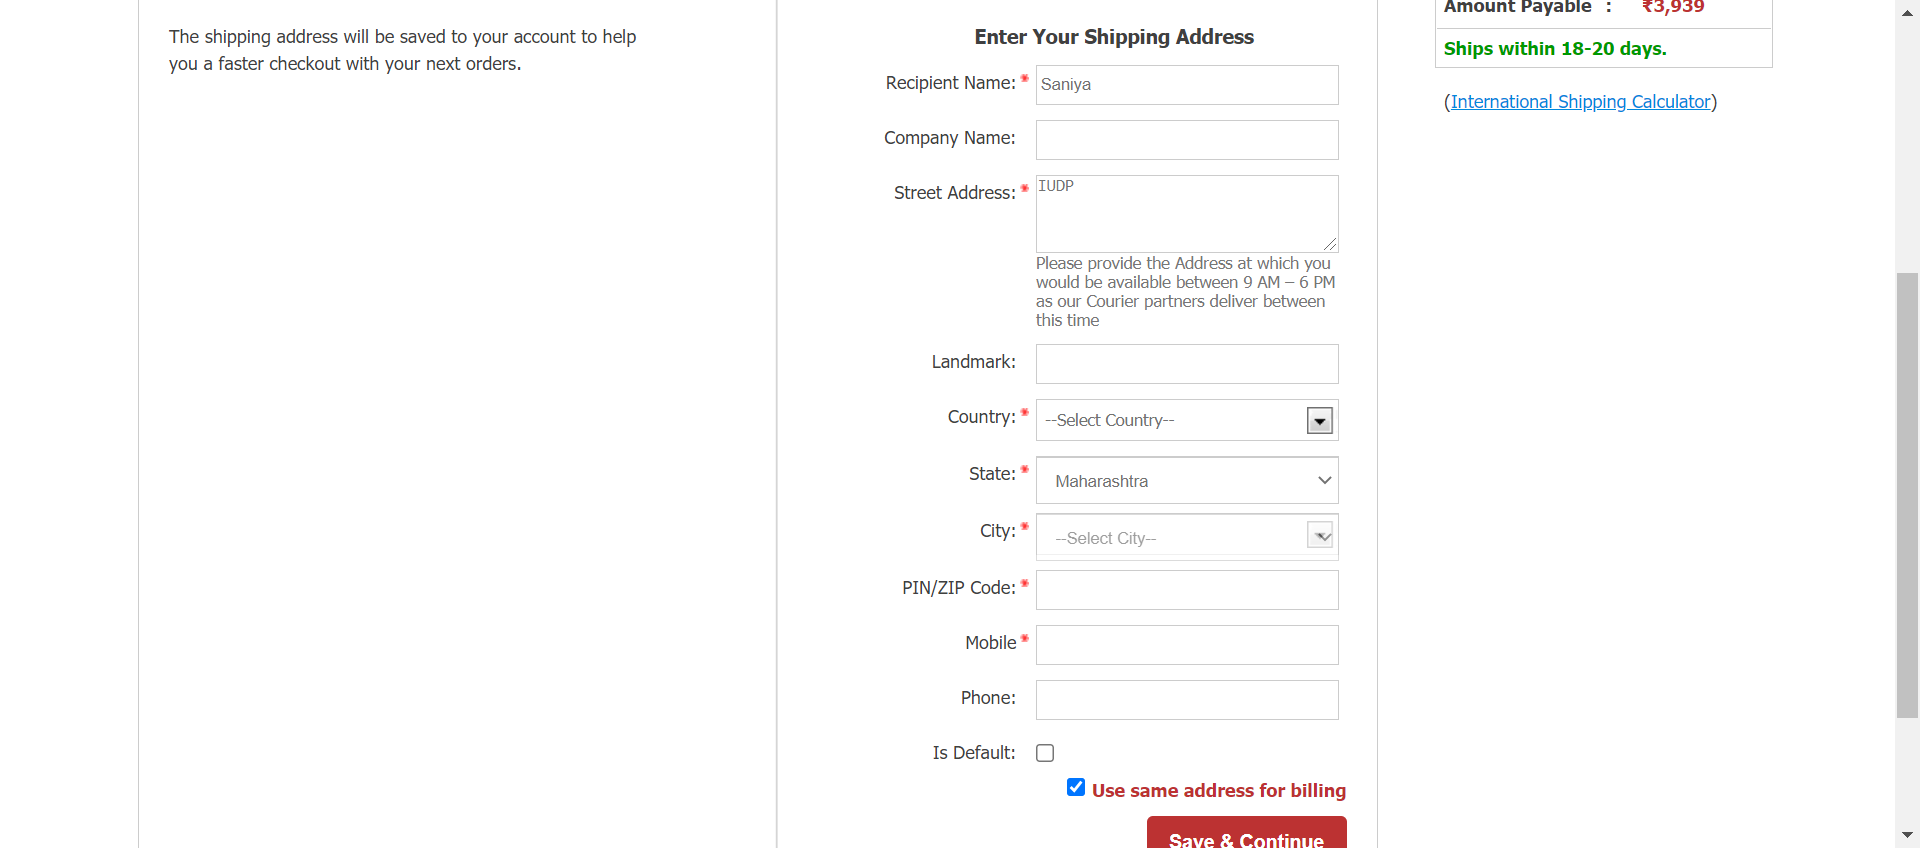 The shipping address will be saved to your account to help
you a faster checkout with your next orders.
Enter Your Shipping Address
Recipient Name: *
Saniya
Company Name:
Street Address: *
IUDP
Please provide the Address at which you
would be available between 9 AM – 6 PM
as our Courier partners deliver between
this time
Landmark:
Country: *
--Select Country--
State: *
Maharashtra
City: *
--Select City--
PIN/ZIP Code: *
Mobile *
Phone:
Is Default:
Use same address for billing
Save & Continue
Amount Payable : ₹3,939
Ships within 18-20 days.
(International Shipping Calculator)